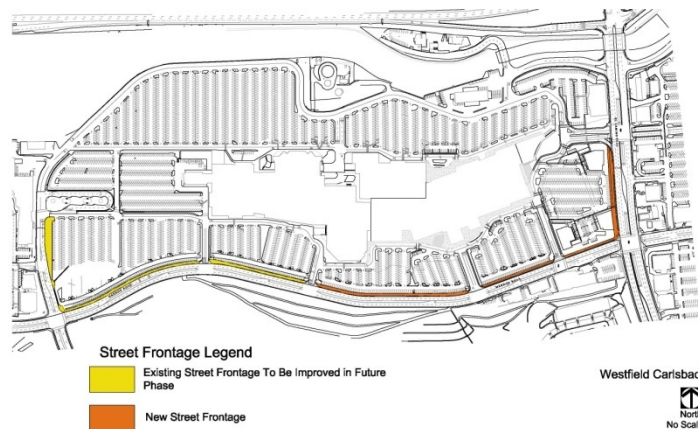 Street Frontage Legend
Existing Street Frontage To Be Improved in Future
Phase
New Street Frontage
Westfield Carlsbac
North
No Scale